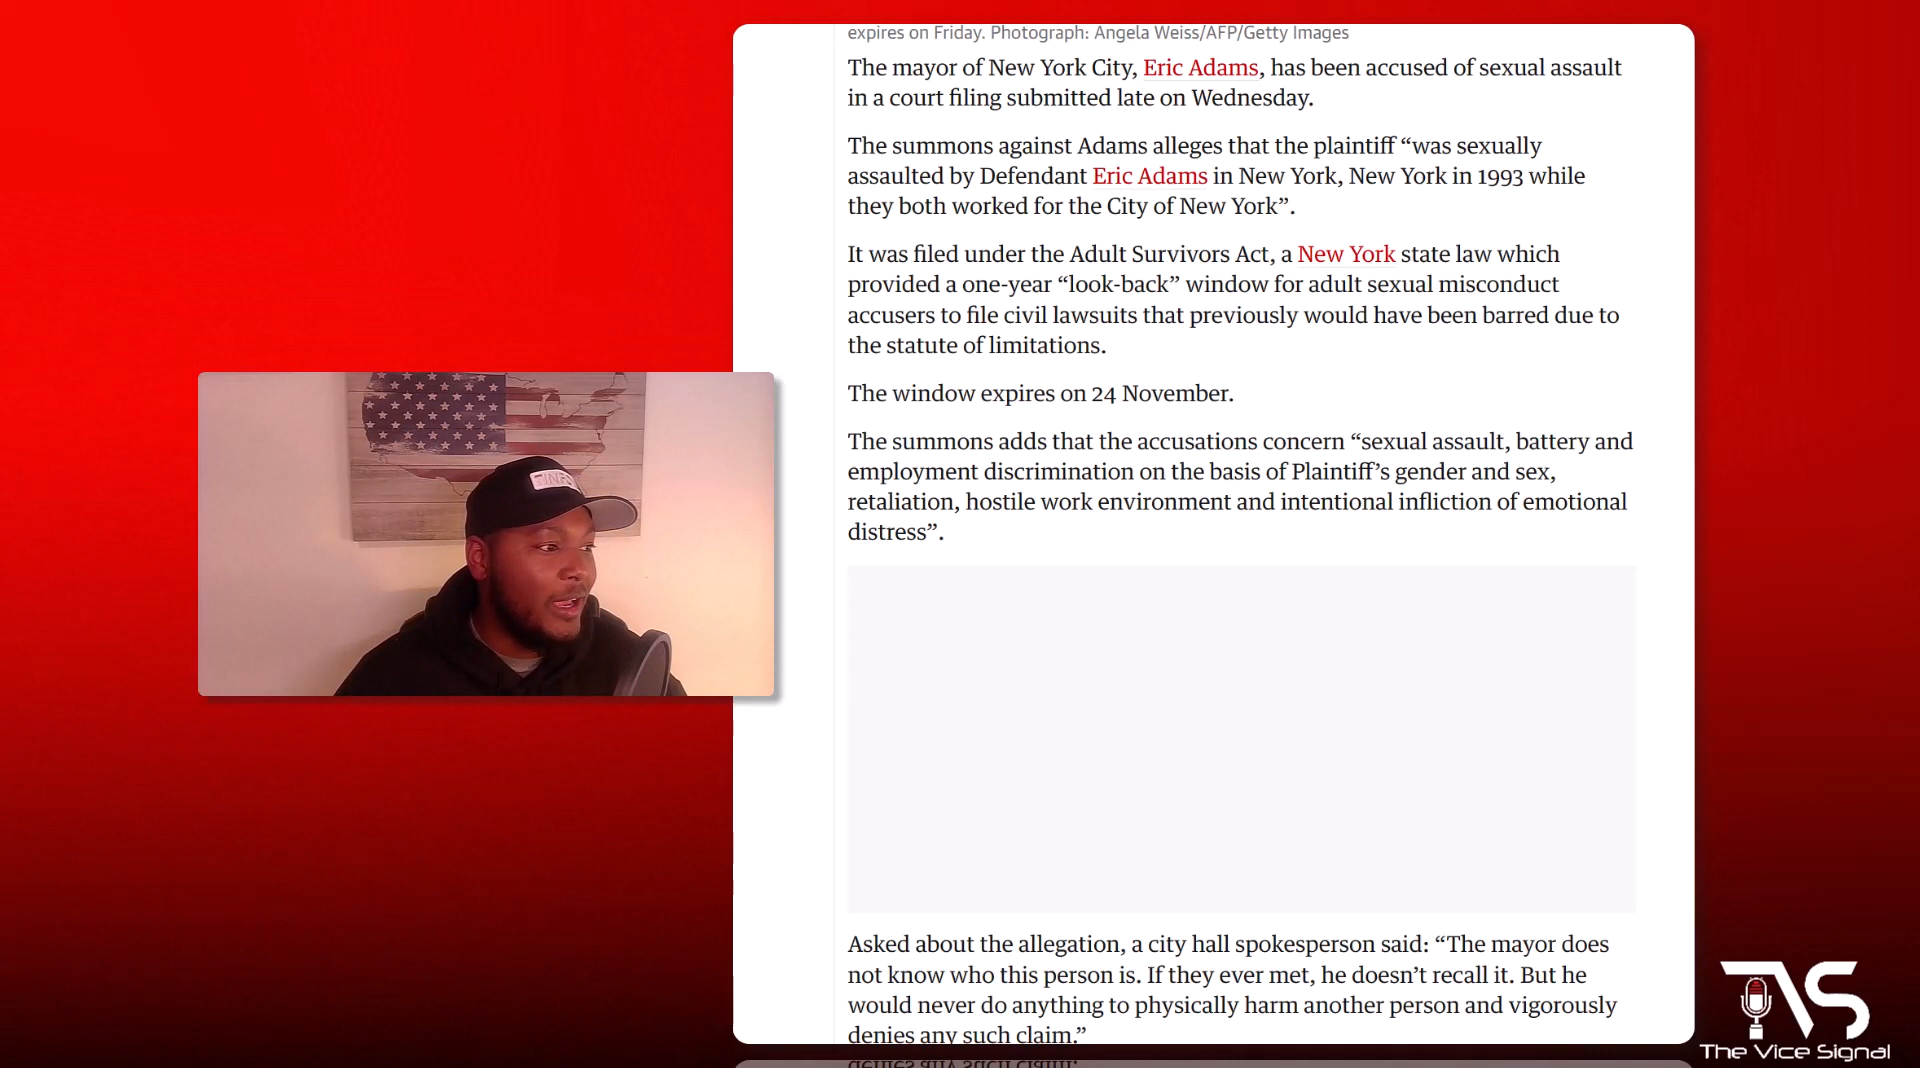 expires on Friday. Photograph: Angela Weiss/AFP/Getty Images
The mayor of New York City, Eric Adams, has been accused of sexual assault
in a court filing submitted late on Wednesday.
The summons against Adams alleges that the plaintiff “was sexually
assaulted by Defendant Eric Adams in New York, New York in 1993 while
they both worked for the City of New York”.
It was filed under the Adult Survivors Act, a New York state law which
provided a one-year “look-back” window for adult sexual misconduct
accusers to file civil lawsuits that previously would have been barred due to
the statute of limitations.
The window expires on 24 November.
The summons adds that the accusations concern “sexual assault, battery and
employment discrimination on the basis of Plaintiff’s gender and sex,
retaliation, hostile work environment and intentional infliction of emotional
distress”.
Asked about the allegation, a city hall spokesperson said: “The mayor does
not know who this person is. If they ever met, he doesn’t recall it. But he
would never do anything to physically harm another person and vigorously
denies any such claim.”
TVS
The Vice Signal